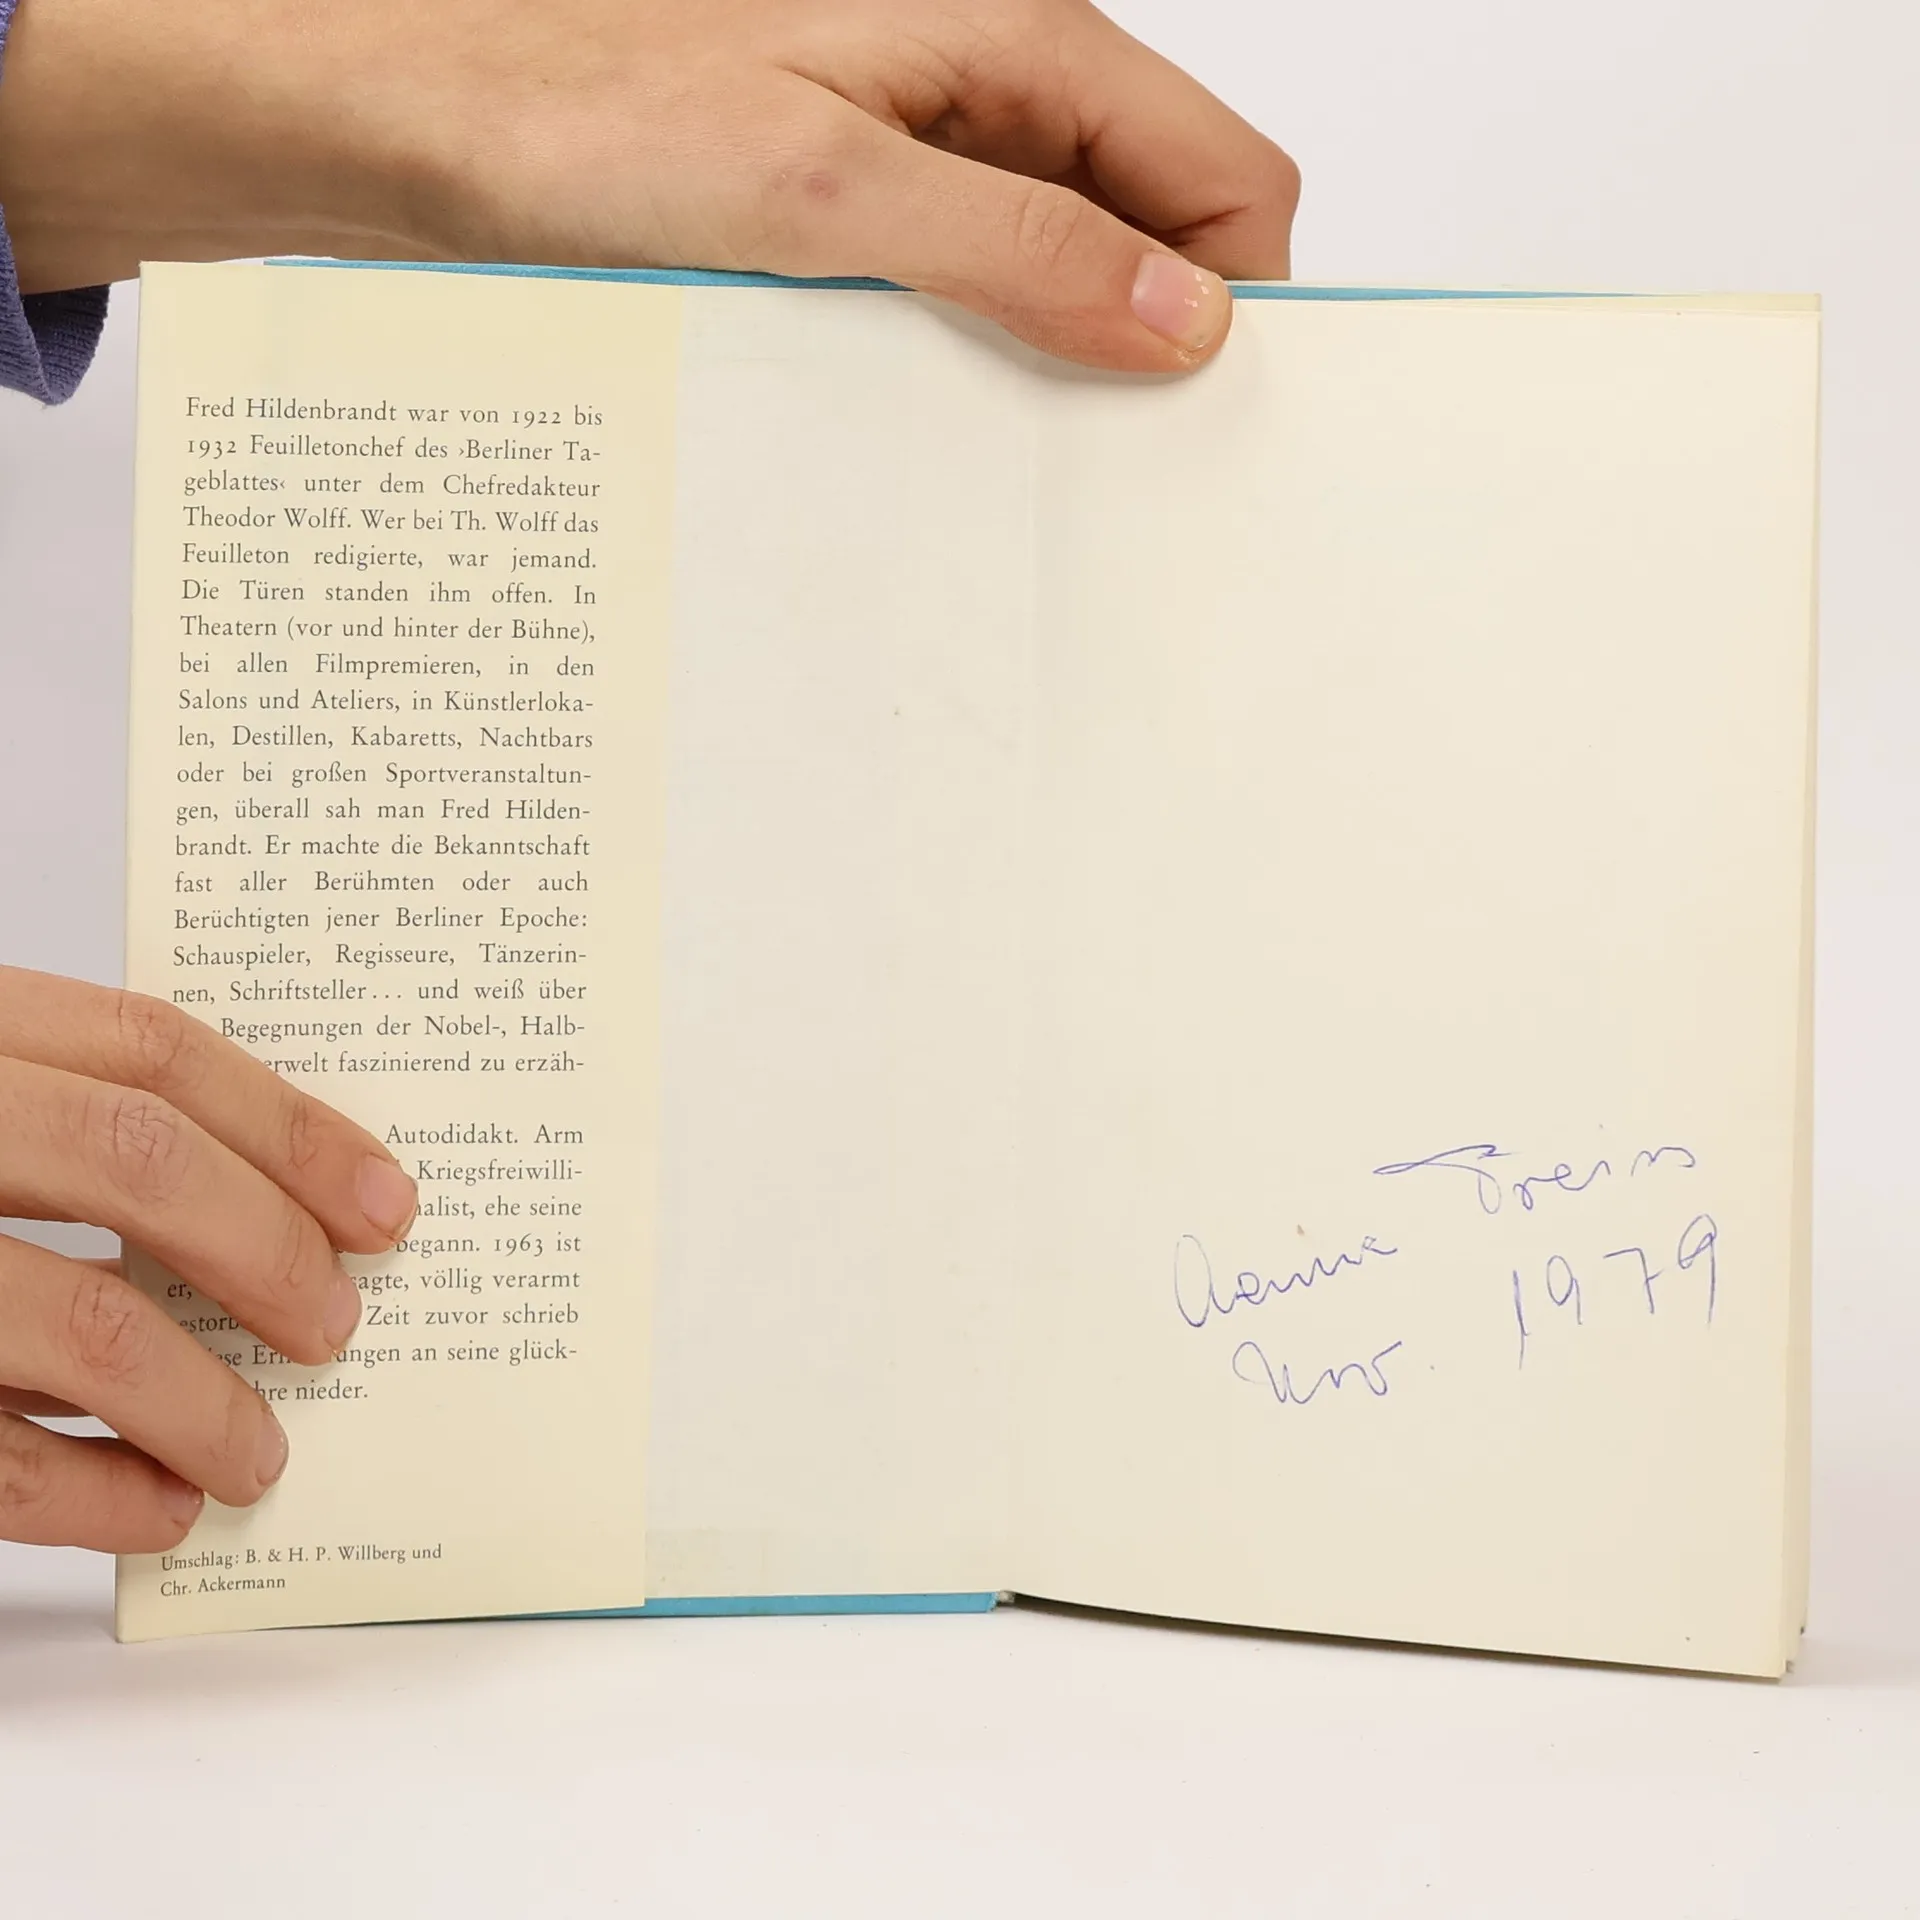 Fred Hildenbrandt war von 1922 bis
1932 Feuilletonchef des ›Berliner Ta-
geblattes‹ unter dem Chefredakteur
Theodor Wolff. Wer bei Th. Wolff das
Feuilleton redigierte, war jemand.
Die Türen standen ihm offen. In
Theatern (vor und hinter der Bühne),
bei allen Filmpremieren, in den
Salons und Ateliers, in Künstlerloka-
len, Destillen, Kabaretts, Nachtbars
oder bei großen Sportveranstaltun-
gen, überall sah man Fred Hilden-
brandt. Er machte die Bekanntschaft
fast aller Berühmten oder auch
Berüchtigten jener Berliner Epoche:
Schauspieler, Regisseure, Tänzerin-
nen, Schriftsteller... und weiß über
Begegnungen der Nobel-, Halb-
erwelt faszinierend zu erzäh-
Autodidakt. Arm
Kriegsfreiwilli-
alist, ehe seine
begann. 1963 ist
er, sagte, völlig verarmt
Zeit zuvor schrieb
an seine glück-
hre nieder.
Umschlag: B. & H. P. Willberg und
Chr. Ackermann
Nov. 1979